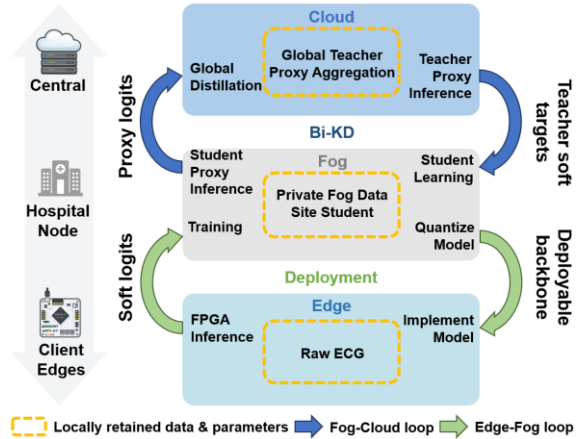 Central
Hospital
Node
Client
Edges
Proxy logits
Soft logits
Cloud
Global
Distillation
Global Teacher
Proxy Aggregation
Teacher
Proxy
Inference
Bi-KD
Fog
Student
Proxy
Inference
Training
Private Fog Data
Site Student
Student
Learning
Quantize
Model
Deployment
Edge
FPGA
Inference
Raw ECG
Implement
Model
Teacher soft
targets
Deployable
backbone
Locally retained data & parameters
Fog-Cloud loop
Edge-Fog loop